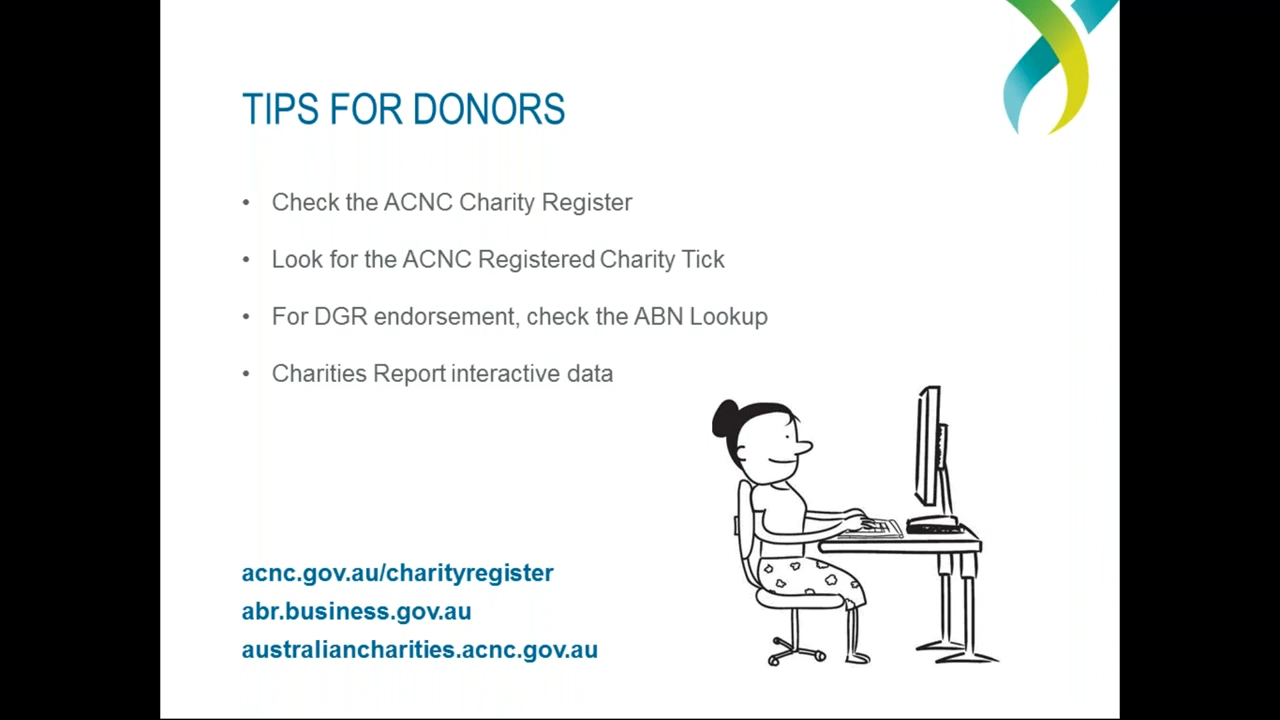 TIPS FOR DONORS
• Check the ACNC Charity Register
• Look for the ACNC Registered Charity Tick
• For DGR endorsement, check the ABN Lookup
• Charities Report interactive data
acnc.gov.au/charityregister
abr.business.gov.au
australiancharities.acnc.gov.au